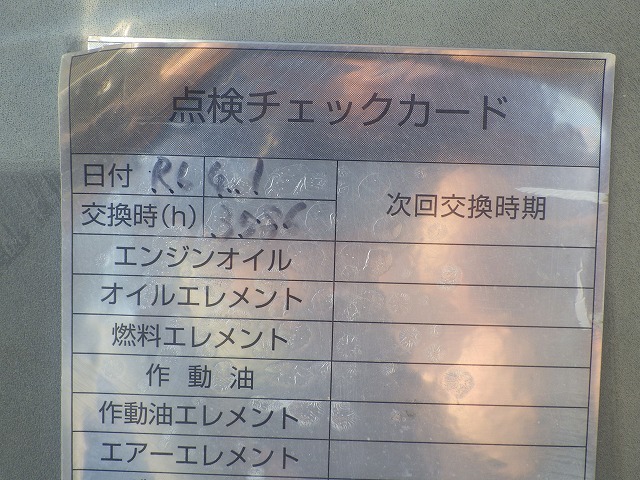 点検チェックカード
日付
交換時(h)
次回交換時期
エンジンオイル
オイルエレメント
燃料エレメント
作動油
作動油エレメント
エアーエレメント